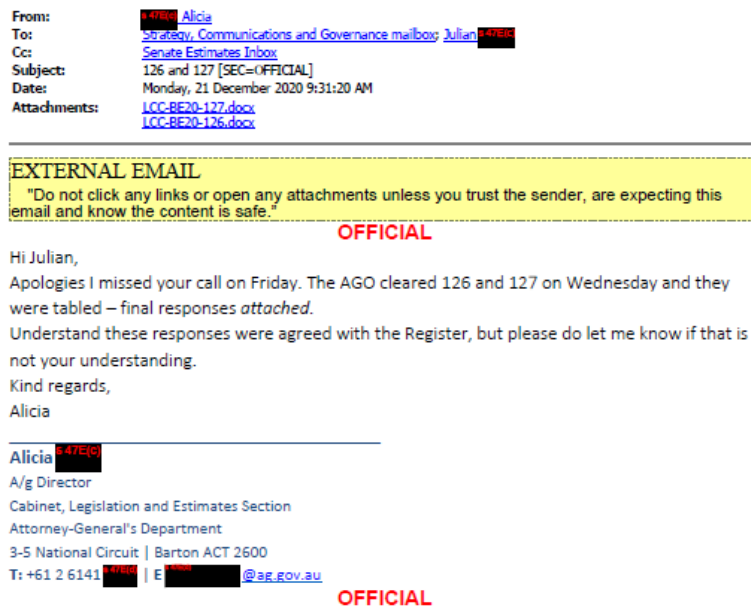 From: s 47E(c) Alicia
To: Strategy, Communications and Governance mailbox; Julian s 47E(c)
Cc: Senate Estimates Inbox
Subject: 126 and 127 [SEC=OFFICIAL]
Date: Monday, 21 December 2020 9:31:20 AM
Attachments: LCC-BE20-127.docx
LCC-BE20-126.docx
EXTERNAL EMAIL
"Do not click any links or open any attachments unless you trust the sender, are expecting this
email and know the content is safe."
OFFICIAL
Hi Julian,
Apologies I missed your call on Friday. The AGO cleared 126 and 127 on Wednesday and they
were tabled – final responses attached.
Understand these responses were agreed with the Register, but please do let me know if that is
not your understanding.
Kind regards,
Alicia
Alicia s 47E(c)
A/g Director
Cabinet, Legislation and Estimates Section
Attorney-General's Department
3-5 National Circuit | Barton ACT 2600
T: +61 2 6141 s 47E(d) | E @ag.gov.au
OFFICIAL